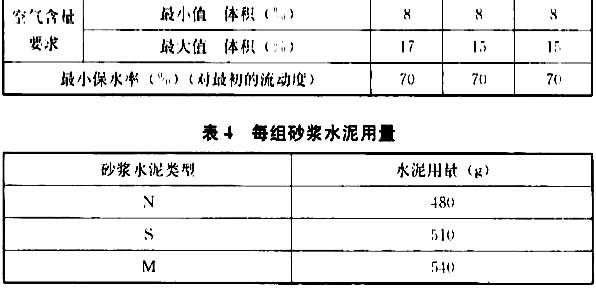 空气含量要求 最小值 体积（%） 8 8 8
最大值 体积（%） 17 15 15
最小保水率（%）（对最初的流动度） 70 70 70
表 4 每组砂浆水泥用量
砂浆水泥类型 水泥用量（g）
N 480
S 510
M 540